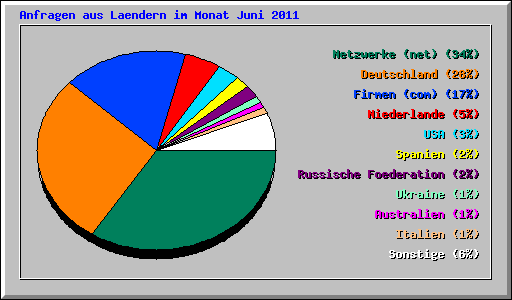 Anfragen aus Laendern im Monat Juni 2011
Netzwerke (net) (34%)
Deutschland (28%)
Firmen (com) (17%)
Niederlande (5%)
USA (3%)
Spanien (2%)
Russische Foederation (2%)
Ukraine (1%)
Australien (1%)
Italien (1%)
Sonstige (6%)